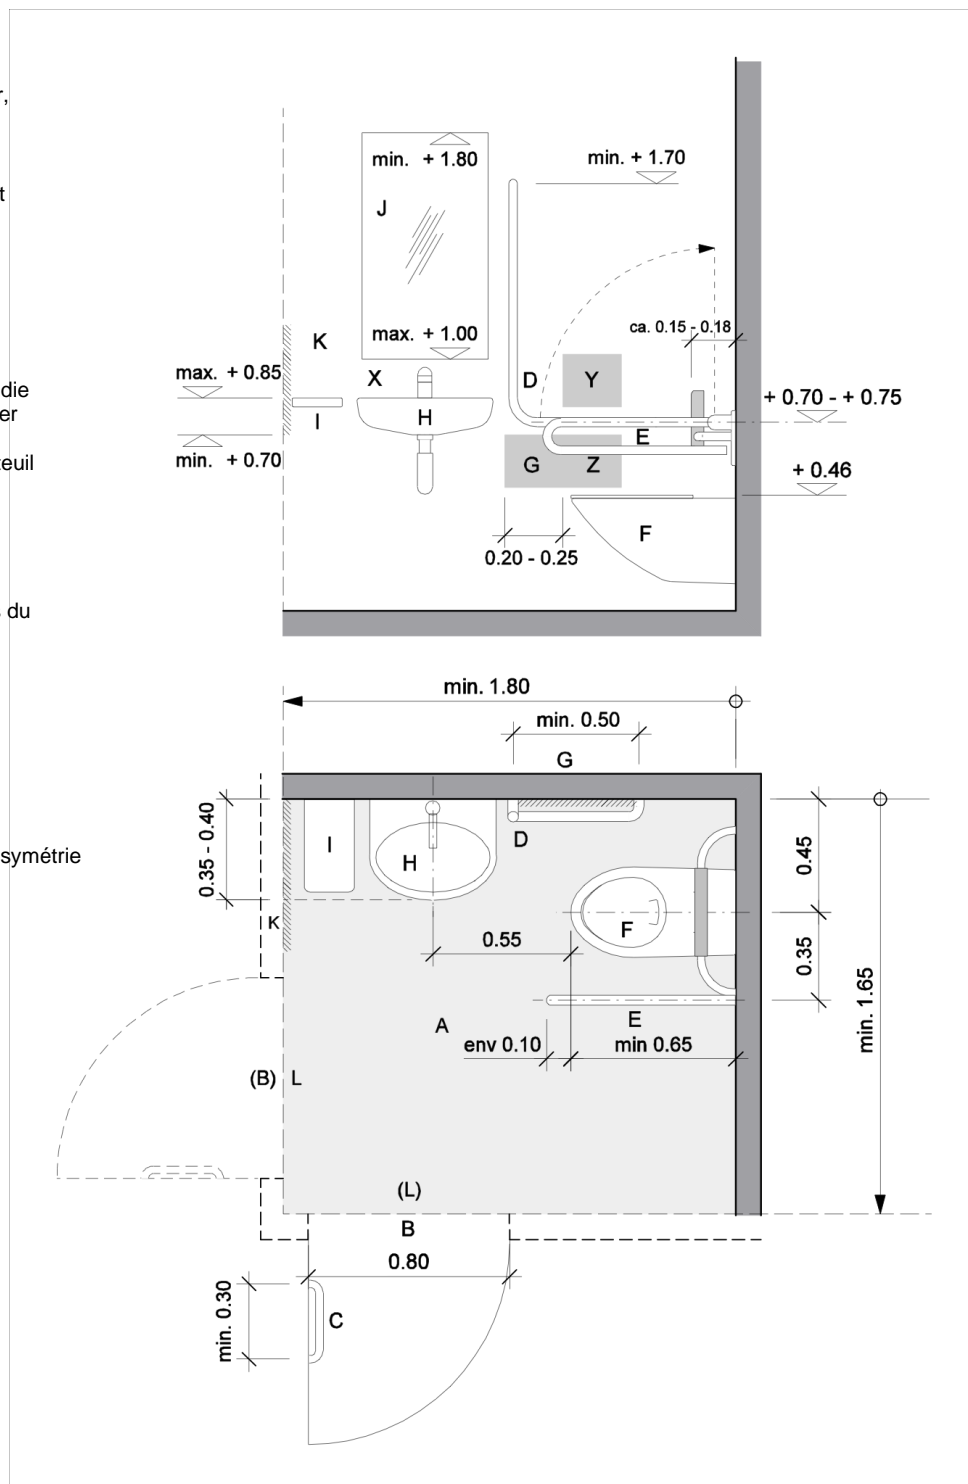 r,
t
die
er
euil
du
symétrie
min. + 1.80
min. + 1.70
J
ca. 0.15 - 0.18
K
max. + 1.00
max. + 0.85
X
D
Y
+ 0.70 - + 0.75
I
H
E
min. + 0.70
G
Z
+ 0.46
F
0.20 - 0.25
min. 1.80
min. 0.50
G
0.35 - 0.40
I
H
D
0.45
K
F
0.55
0.35
min. 1.65
A
E
env 0.10
min 0.65
(B) L
(L)
B
0.80
min. 0.30
C